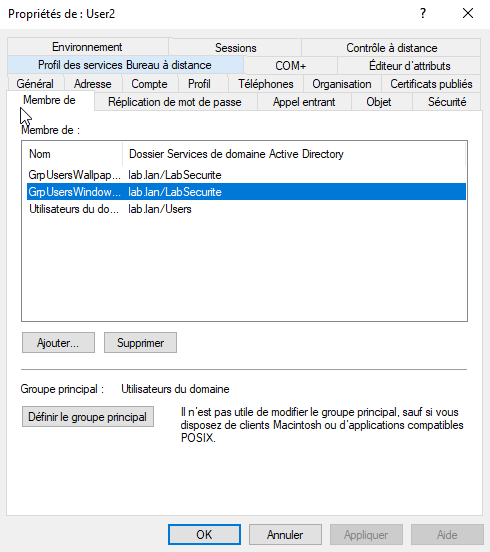 Propriétés de : User2
Environnement Sessions Contrôle à distance
Profil des services Bureau à distance COM+ Éditeur d'attributs
Général Adresse Compte Profil Téléphones Organisation Certificats publiés
Membre de Réplication de mot de passe Appel entrant Objet Sécurité
Membre de :
Nom Dossier Services de domaine Active Directory
GrpUsersWallpap... lab.lan/LabSecurite
GrpUsersWindow... lab.lan/LabSecurite
Utilisateurs du do... lab.lan/Users
Ajouter... Supprimer
Groupe principal : Utilisateurs du domaine
Définir le groupe principal
Il n'est pas utile de modifier le groupe principal, sauf si vous
disposez de clients Macintosh ou d'applications compatibles
POSIX.
OK Annuler Appliquer Aide